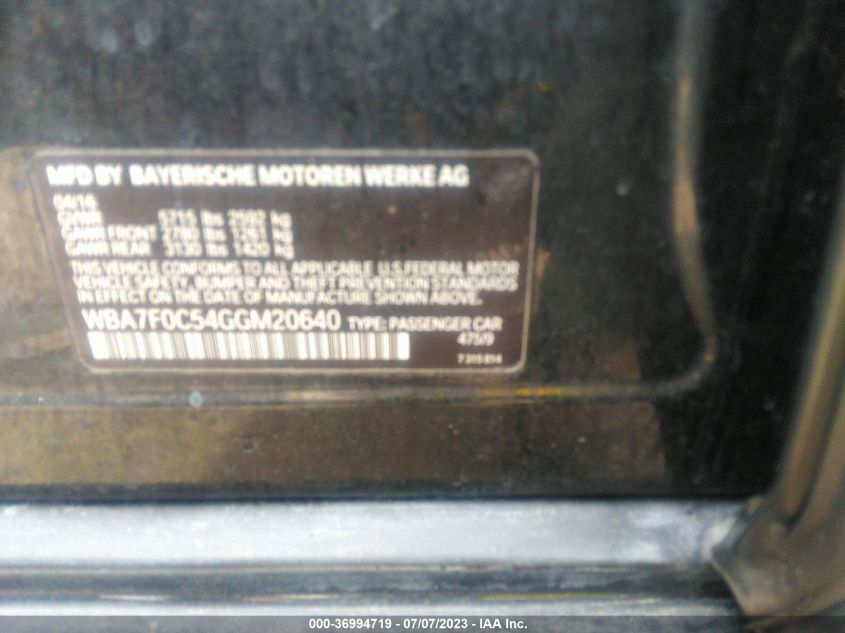 MFD BY BAYERISCHE MOTOREN WERKE AG
04/16
GVWR 5715 lbs 2592 kg
GAWR FRONT 2780 lbs 1261 kg
GAWR REAR 3130 lbs 1420 kg
THIS VEHICLE CONFORMS TO ALL APPLICABLE U.S. FEDERAL MOTOR
VEHICLE SAFETY, BUMPER AND THEFT PREVENTION STANDARDS
IN EFFECT ON THE DATE OF MANUFACTURE SHOWN ABOVE.
WBA7F0C54GGM20640 TYPE: PASSENGER CAR
475/9
000-36994719 / 07/07/2023 - IAA Inc.